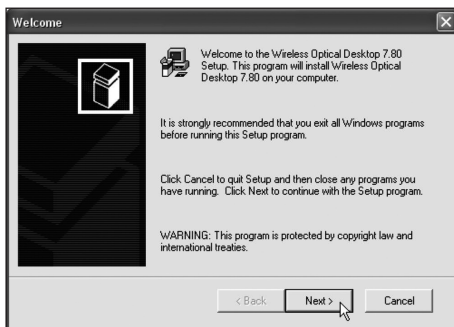 Welcome
Welcome to the Wireless Optical Desktop 7.80
Setup. This program will install Wireless Optical
Desktop 7.80 on your computer.
It is strongly recommended that you exit all Windows programs
before running this Setup program.
Click Cancel to quit Setup and then close any programs you
have running. Click Next to continue with the Setup program.
WARNING: This program is protected by copyright law and
international treaties.
< Back
Next >
Cancel